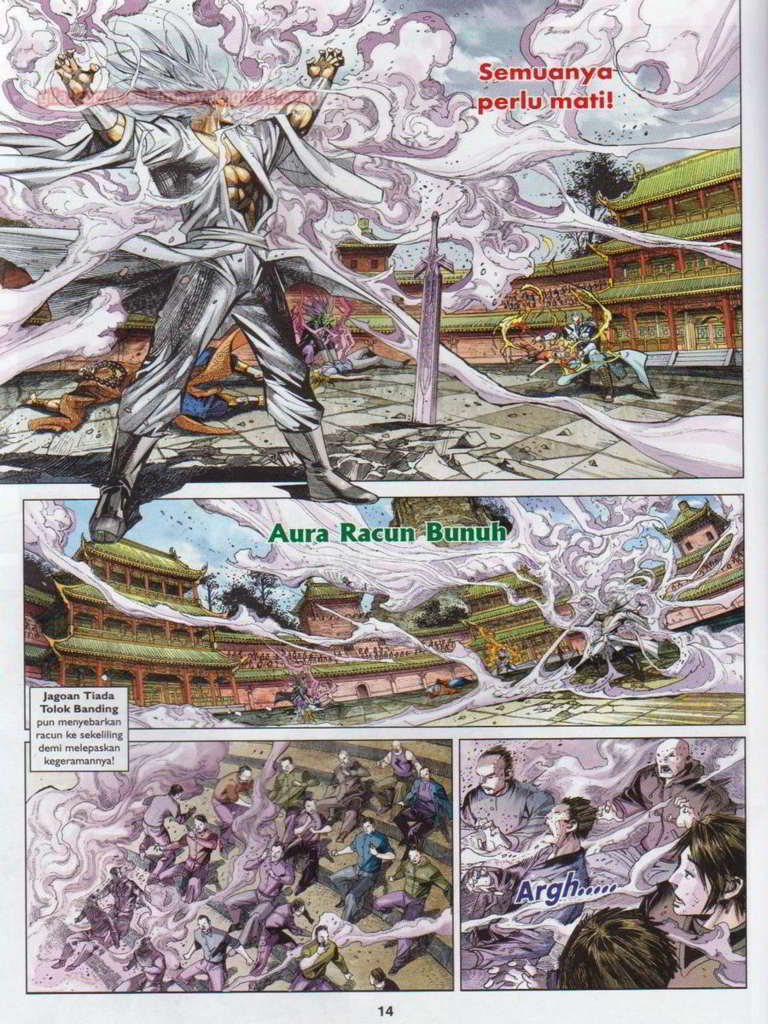 Semuanya
perlu mati!
Aura Racun Bunuh
Jagoan Tiada
Tolok Banding
pun menyebarkan
racun ke sekeliling
demi melepaskan
kegeramannya!
Argh.....
14